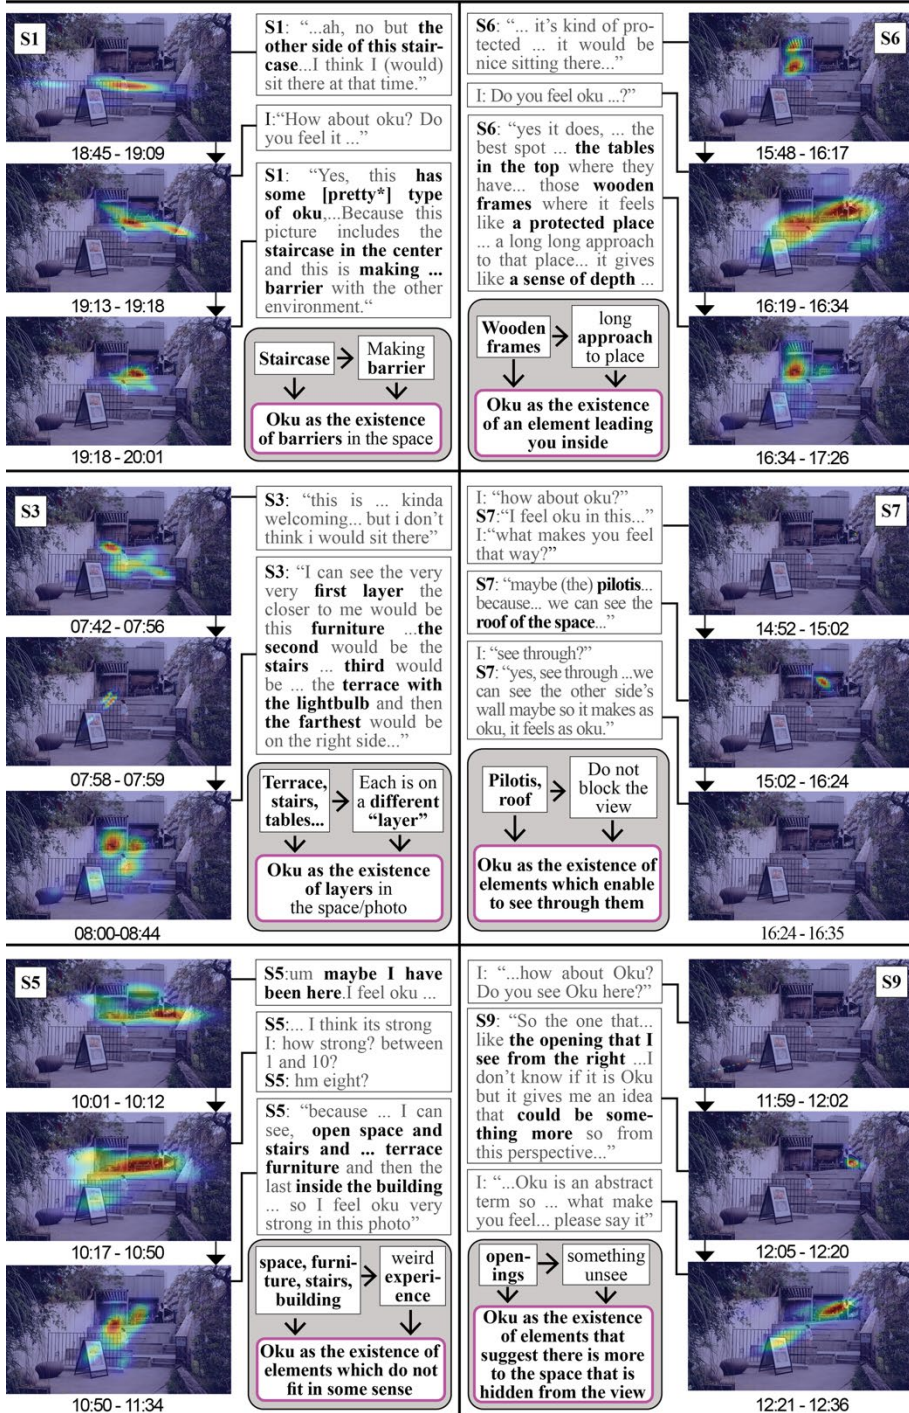 S1
S1: “...ah, no but the
other side of this stair-
case...I think I (would)
sit there at that time.”
18:45 - 19:09
I:“How about oku? Do
you feel it ...”
19:13 - 19:18
S1: “Yes, this has
some [pretty*] type
of oku,...Because this
picture includes the
staircase in the center
and this is making ...
barrier with the other
environment.“
19:18 - 20:01
Staircase
Making
barrier
Oku as the existence
of barriers in the space
S6: “... it’s kind of pro-
tected ... it would be
nice sitting there...”
S6
I: Do you feel oku ...?”
15:48 - 16:17
S6: “yes it does, ... the
best spot ... the tables
in the top where they
have... those wooden
frames where it feels
like a protected place
... a long long approach
to that place... it gives
like a sense of depth ...
16:19 - 16:34
Wooden
frames
long
approach
to place
Oku as the existence
of an element leading
you inside
16:34 - 17:26
S3
S3: “this is ... kinda
welcoming... but i don’t
think i would sit there”
07:42 - 07:56
S3: “I can see the very
very first layer the
closer to me would be
this furniture ...the
second would be the
stairs ... third would
be ... the terrace with
the lightbulb and then
the farthest would be
on the right side...”
07:58 - 07:59
Terrace,
stairs,
tables...
Each is on
a different
“layer”
Oku as the existence
of layers in
the space/photo
08:00-08:44
I: “how about oku?”
S7:“I feel oku in this...”
I:“what makes you feel
that way?”
S7
14:52 - 15:02
S7: “maybe (the) pilotis...
because... we can see the
roof of the space...”
I: “see through?”
S7: “yes, see through ...we
can see the other side’s
wall maybe so it makes as
oku, it feels as oku.”
15:02 - 16:24
Pilotis,
roof
Do not
block the
view
Oku as the existence of
elements which enable
to see through them
16:24 - 16:35
S5
S5:um maybe I have
been here.I feel oku ...
10:01 - 10:12
S5:... I think its strong
I: how strong? between
1 and 10?
S5: hm eight?
S5: “because ... I can
see, open space and
stairs and ... terrace
furniture and then the
last inside the building
... so I feel oku very
strong in this photo”
10:17 - 10:50
space, furni-
ture, stairs,
building
weird
experi-
ence
Oku as the existence of
elements which do not
fit in some sense
10:50 - 11:34
I: “...how about Oku?
Do you see Oku here?”
S9
11:59 - 12:02
S9: “So the one that...
like the opening that I
see from the right ...I
don’t know if it is Oku
but it gives me an idea
that could be some-
thing more so from
this perspective...”
12:05 - 12:20
I: “...Oku is an abstract
term so ... what make
you feel... please say it”
open-
ings
something
unsee
Oku as the existence
of elements that
suggest there is more
to the space that is
hidden from the view
12:21 - 12:36